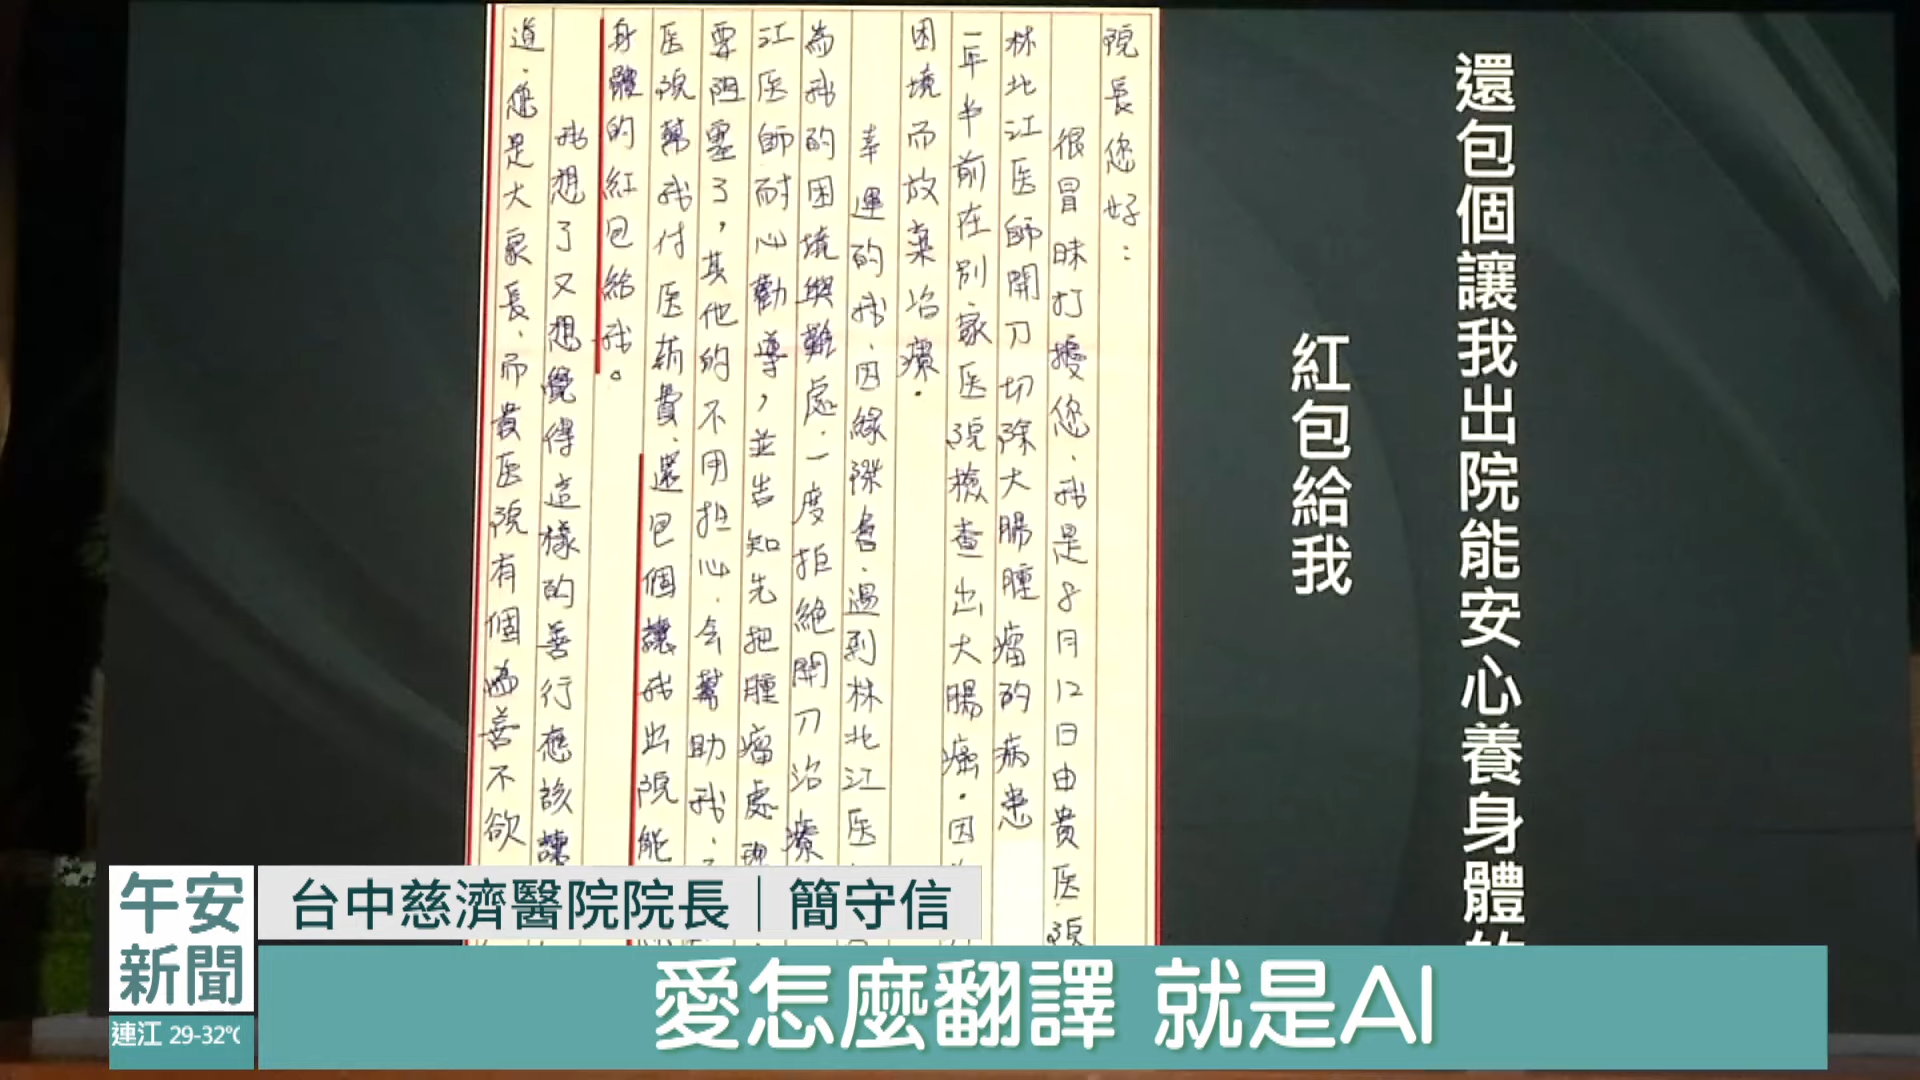 院長您好：
很冒昧打擾您、我是8月12日由貴医院
林北江医師開刀切除大腸腫瘤的病患
一年半前在別家医院檢查出大腸癌．因
困境而放棄治療．
幸運的我、因緣際會、遇到林北江医
為我的困境與難處、一度拒絕開刀治療
江医師耐心勸導，並告知先把腫瘤處理
要阻塞了，其他的不用担心．会幫助我、
医院幫我付医葯費、還包個讓我出院能
身體的紅包給我。
我想了又想覺得這樣的善行應該讓
道、您是大家長、而貴医院有個為善不欲
還包個讓我出院能安心養身體的
紅包給我
台中慈濟醫院院長｜簡守信
午安
新聞
愛怎麼翻譯 就是AI
連江 29-32℃